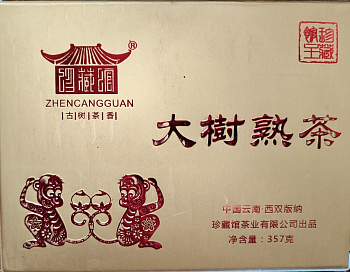 珍藏馆
®
ZHENCANGGUAN
|古|树|茶|香|
珍藏
馆王
大樹熟茶
中国云南·西双版纳
珍藏馆茶业有限公司出品
净含量：357克